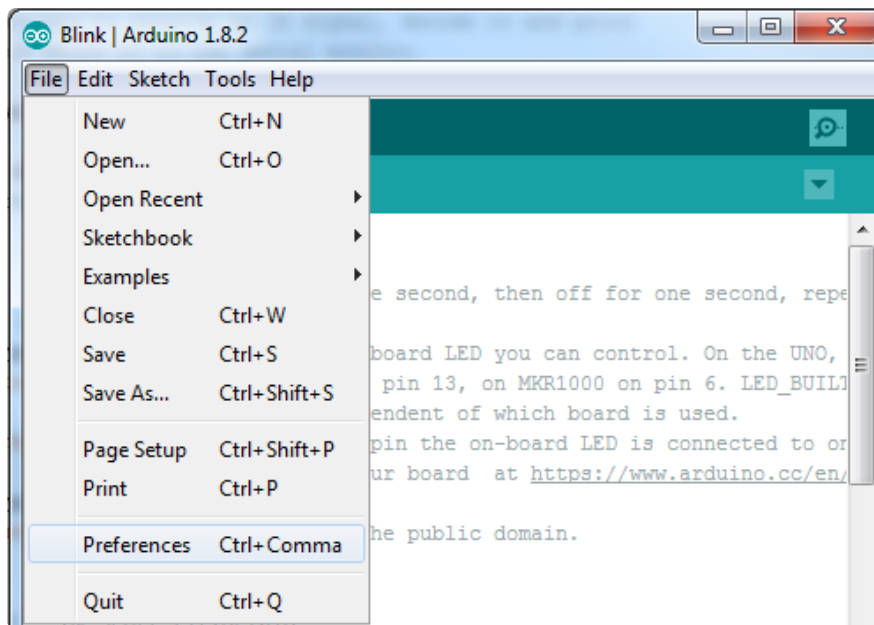 Blink | Arduino 1.8.2
File Edit Sketch Tools Help
New Ctrl+N
Open... Ctrl+O
Open Recent
Sketchbook
Examples
Close Ctrl+W
Save Ctrl+S
Save As... Ctrl+Shift+S
Page Setup Ctrl+Shift+P
Print Ctrl+P
Preferences Ctrl+Comma
Quit Ctrl+Q
e second, then off for one second, repe
board LED you can control. On the UNO,
pin 13, on MKR1000 on pin 6. LED_BUILT
endent of which board is used.
pin the on-board LED is connected to on
ur board at https://www.arduino.cc/en/
he public domain.